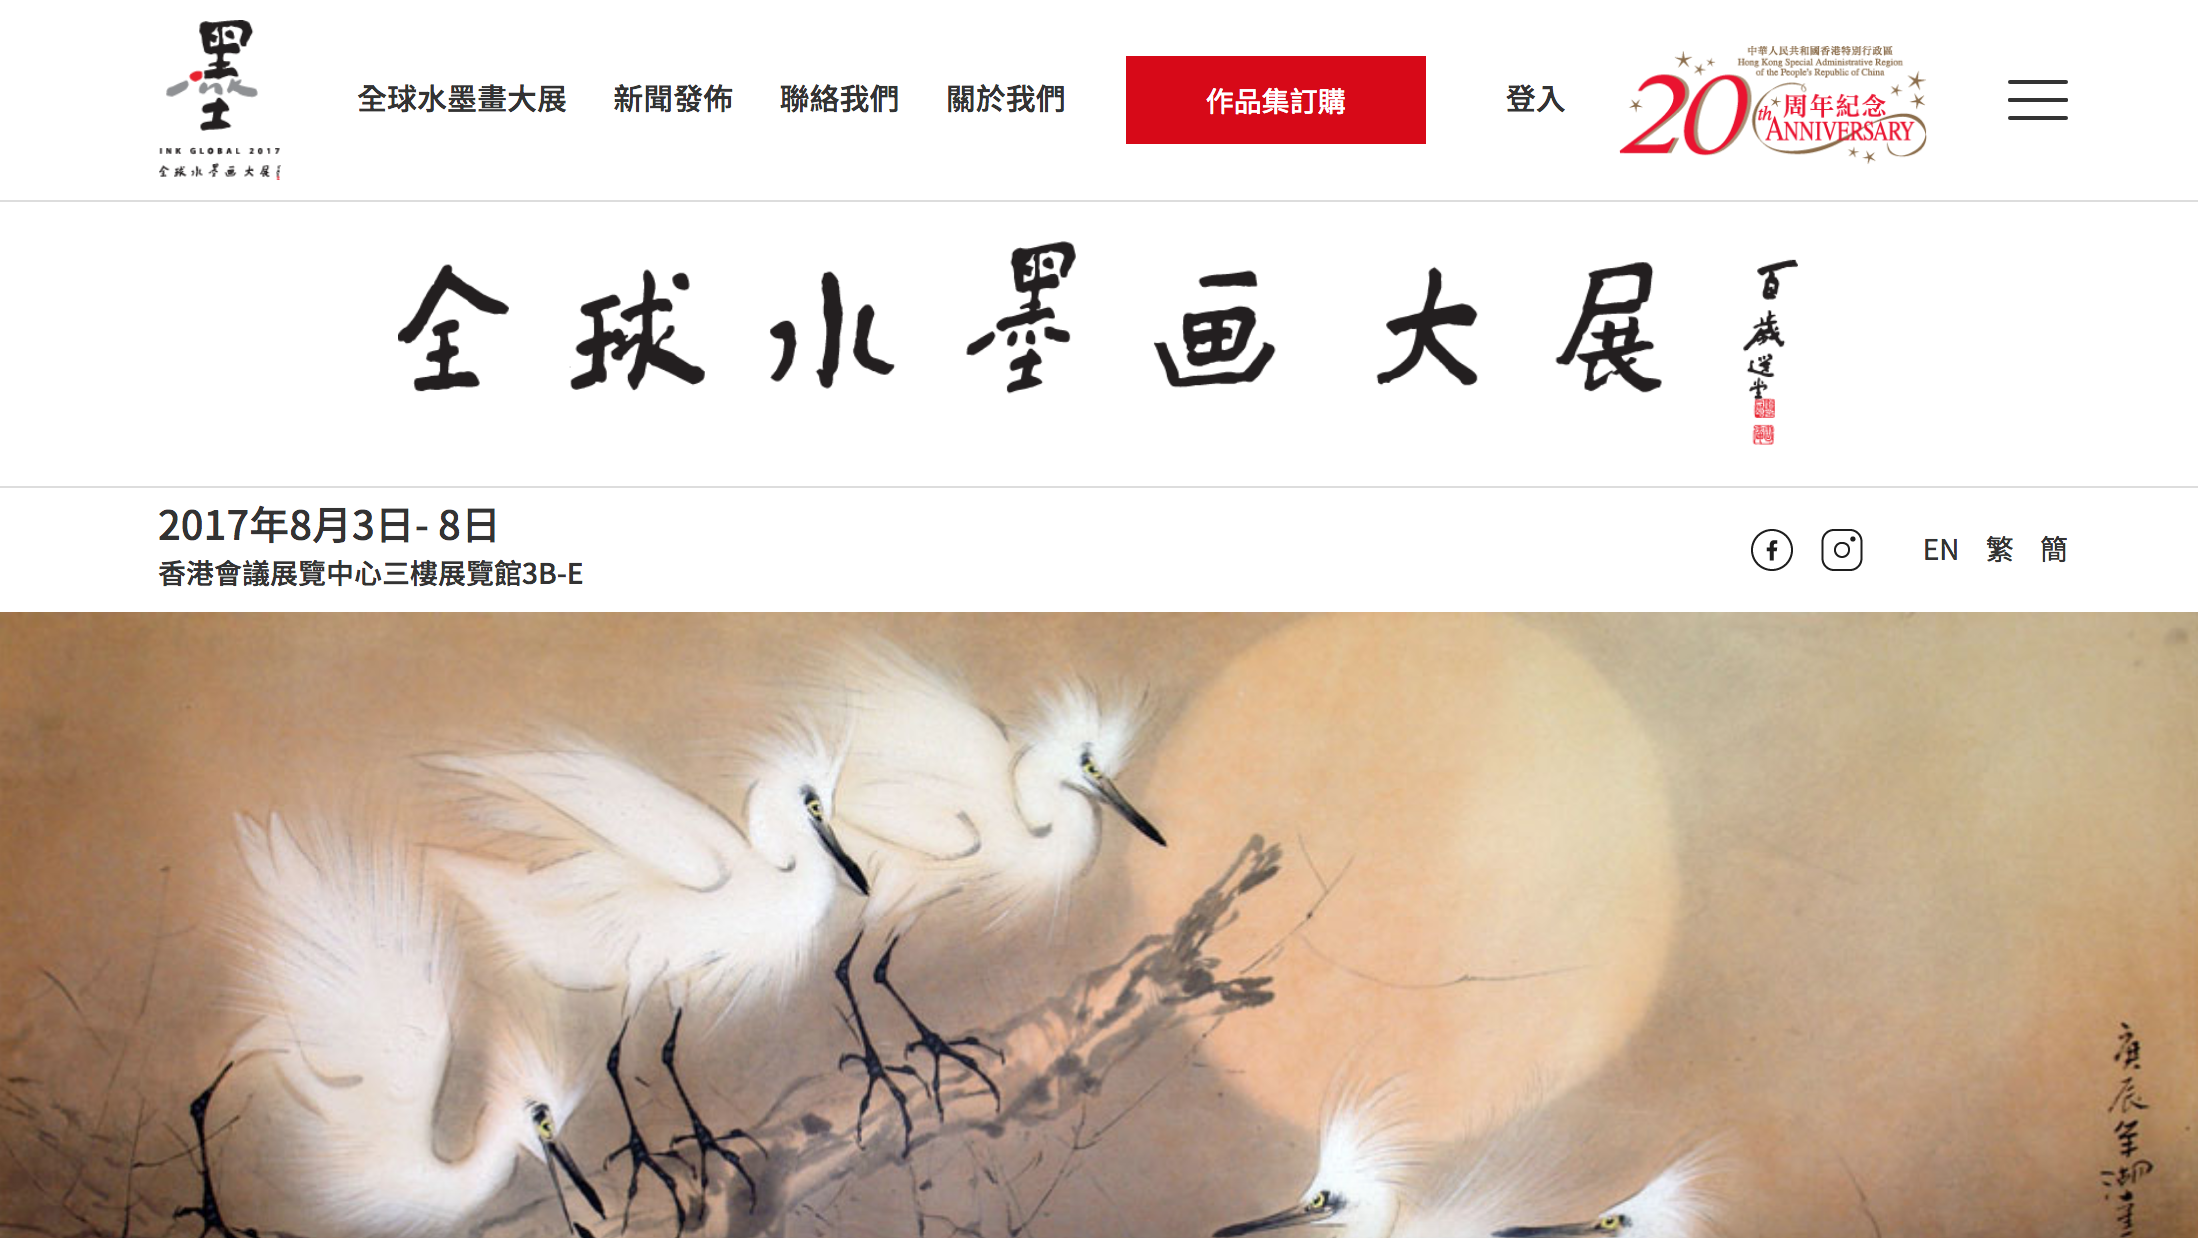 墨
ink
INK GLOBAL 2017
全球水墨画大展
全球水墨畫大展
新聞發佈
聯絡我們
關於我們
作品集訂購
登入
中華人民共和國香港特別行政區
Hong Kong Special Administrative Region
of the People's Republic of China
20th 周年紀念
ANNIVERSARY
全球水墨画大展
百歲選堂
2017年8月3日- 8日
香港會議展覽中心三樓展覽館3B-E
EN 繁 簡
庚辰